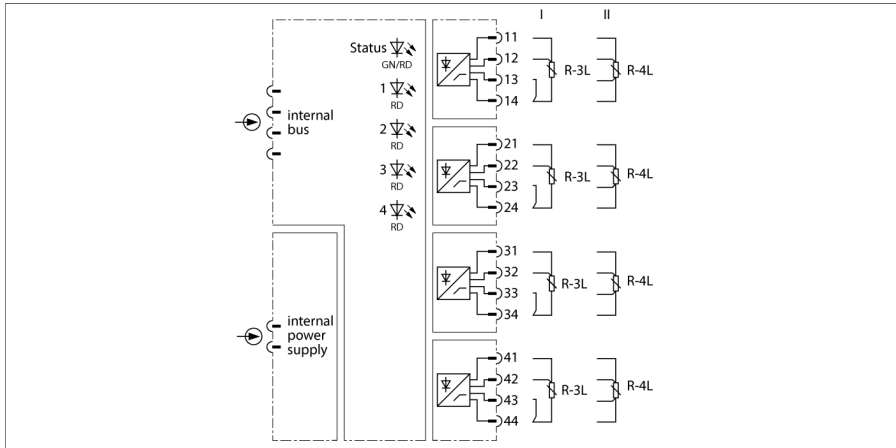 I II
Status
GN/RD
1
RD
2
RD
3
RD
4
RD
internal
bus
internal
power
supply
11
12
13
14
R-3L R-4L
21
22
23
24
R-3L R-4L
31
32
33
34
R-3L R-4L
41
42
43
44
R-3L R-4L